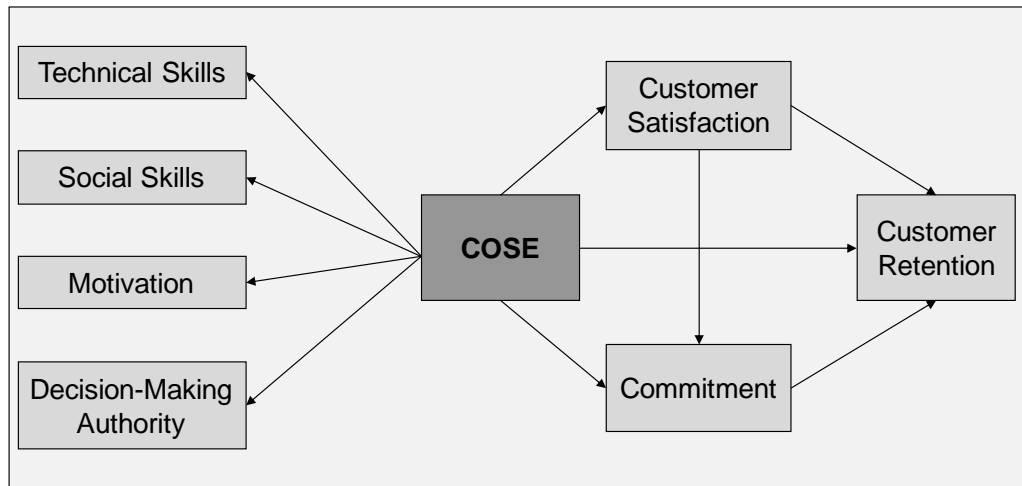 Technical Skills
Social Skills
Motivation
Decision-Making
Authority
COSE
Customer
Satisfaction
Commitment
Customer
Retention